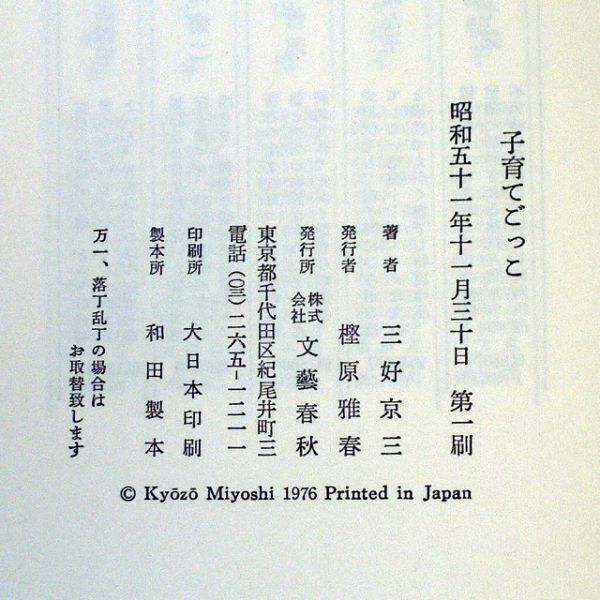 子育てごっこ
昭和五十一年十一月三十日 第一刷
著者 三好京三
発行者 樫原雅春
発行所 株式会社 文藝春秋
東京都千代田区紀尾井町三
電話(〇三)二六五-一二一一
印刷所 大日本印刷
製本所 和田製本
万一、落丁乱丁の場合は
お取替致します
© Kyōzō Miyoshi 1976 Printed in Japan